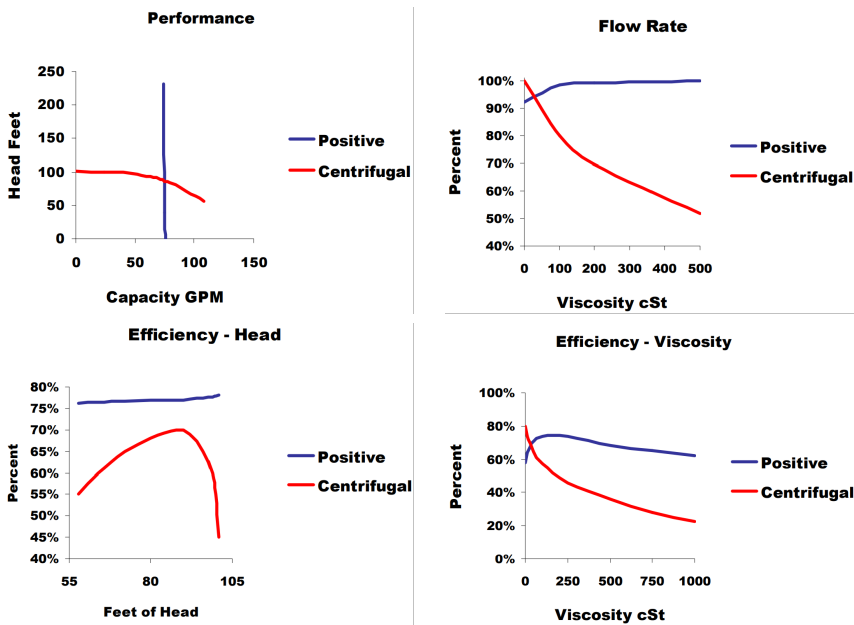 Performance
250
200
150
100
50
0
Head Feet
0 50 100 150
Capacity GPM
Positive
Centrifugal
Flow Rate
100%
90%
80%
70%
60%
50%
40%
Percent
0 100 200 300 400 500
Viscosity cSt
Positive
Centrifugal
Efficiency - Head
80%
75%
70%
65%
60%
55%
50%
45%
40%
Percent
55 80 105
Feet of Head
Positive
Centrifugal
Efficiency - Viscosity
100%
80%
60%
40%
20%
0%
Percent
0 250 500 750 1000
Viscosity cSt
Positive
Centrifugal